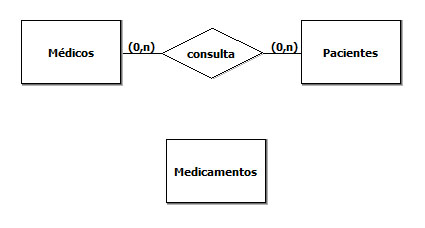 Médicos (0,n) consulta (0,n) Pacientes
Medicamentos